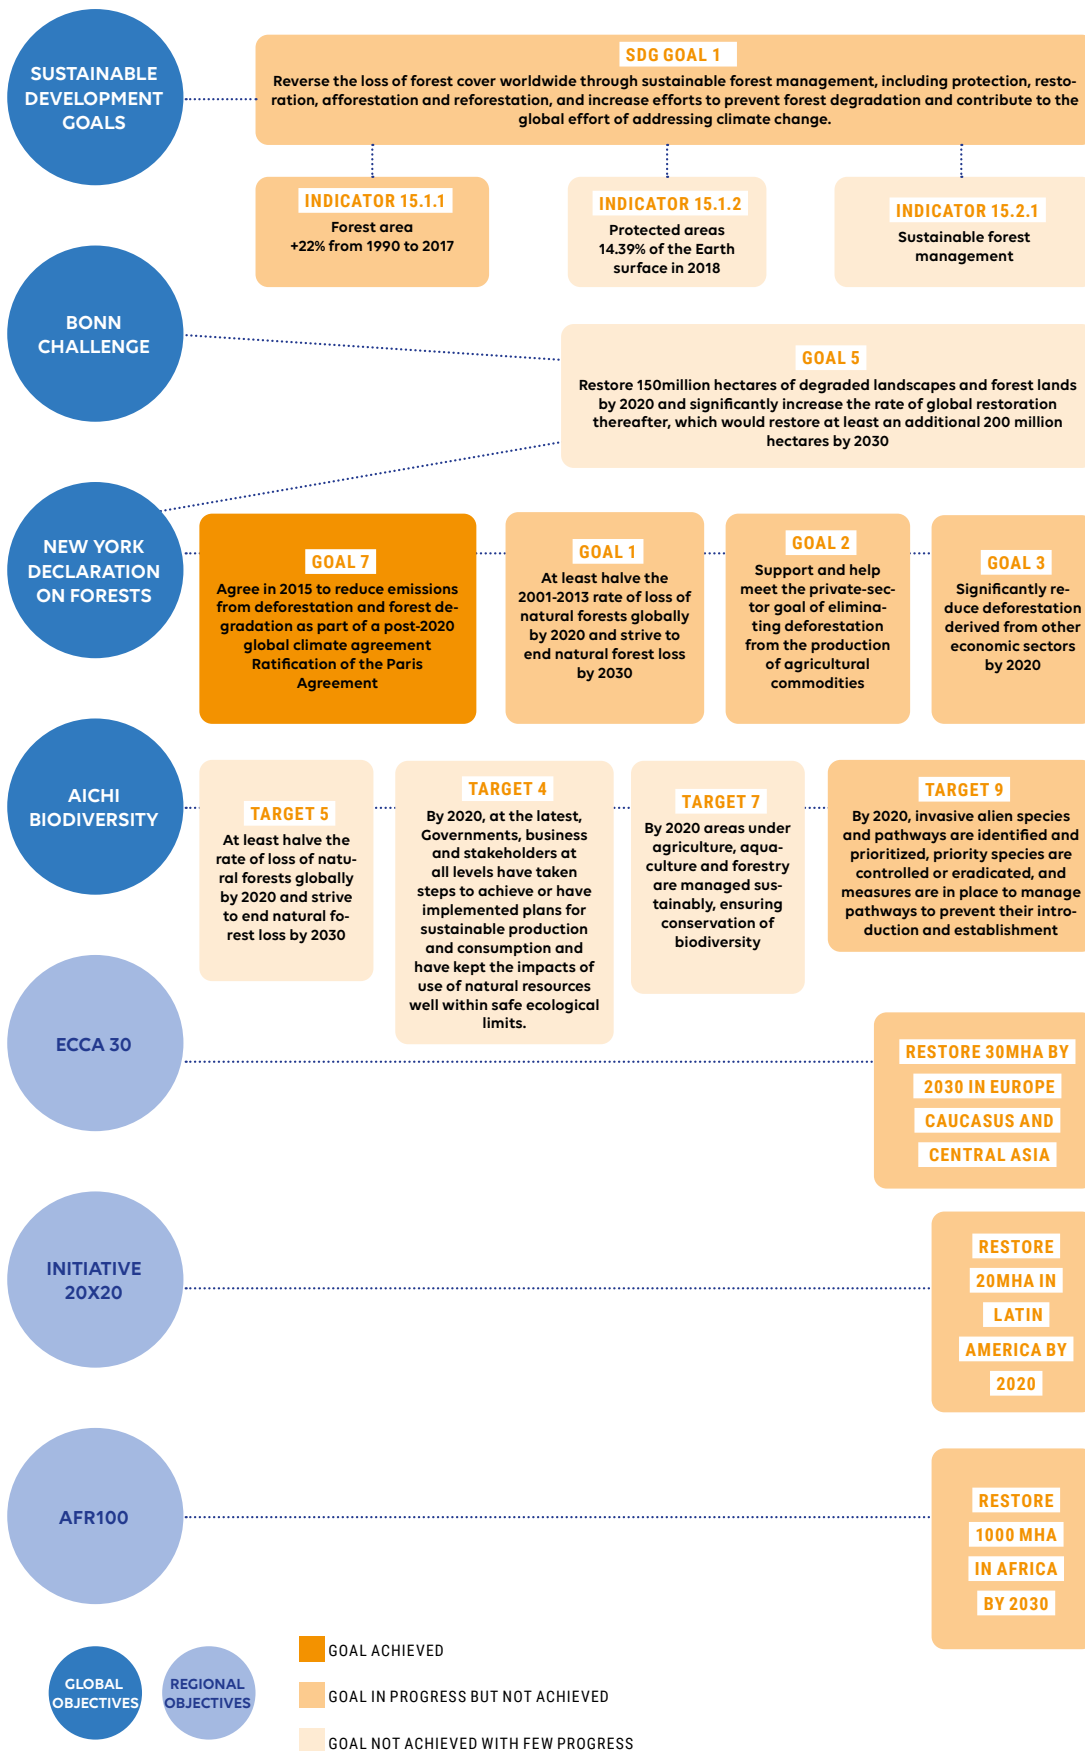 SUSTAINABLE
DEVELOPMENT
GOALS
SDG GOAL 1
Reverse the loss of forest cover worldwide through sustainable forest management, including protection, resto-
ration, afforestation and reforestation, and increase efforts to prevent forest degradation and contribute to the
global effort of addressing climate change.
INDICATOR 15.1.1
Forest area
+22% from 1990 to 2017
INDICATOR 15.1.2
Protected areas
14.39% of the Earth
surface in 2018
INDICATOR 15.2.1
Sustainable forest
management
BONN
CHALLENGE
GOAL 5
Restore 150million hectares of degraded landscapes and forest lands
by 2020 and significantly increase the rate of global restoration
thereafter, which would restore at least an additional 200 million
hectares by 2030
NEW YORK
DECLARATION
ON FORESTS
GOAL 7
Agree in 2015 to reduce emissions
from deforestation and forest de-
gradation as part of a post-2020
global climate agreement
Ratification of the Paris
Agreement
GOAL 1
At least halve the
2001-2013 rate of loss of
natural forests globally
by 2020 and strive to
end natural forest loss
by 2030
GOAL 2
Support and help
meet the private-sec-
tor goal of elimina-
ting deforestation
from the production
of agricultural
commodities
GOAL 3
Significantly re-
duce deforestation
derived from other
economic sectors
by 2020
AICHI
BIODIVERSITY
TARGET 5
At least halve the
rate of loss of natu-
ral forests globally
by 2020 and strive
to end natural fo-
rest loss by 2030
TARGET 4
By 2020, at the latest,
Governments, business
and stakeholders at
all levels have taken
steps to achieve or have
implemented plans for
sustainable production
and consumption and
have kept the impacts of
use of natural resources
well within safe ecological
limits.
TARGET 7
By 2020 areas under
agriculture, aqua-
culture and forestry
are managed sus-
tainably, ensuring
conservation of
biodiversity
TARGET 9
By 2020, invasive alien species
and pathways are identified and
prioritized, priority species are
controlled or eradicated, and
measures are in place to manage
pathways to prevent their intro-
duction and establishment
ECCA 30
RESTORE 30MHA BY
2030 IN EUROPE
CAUCASUS AND
CENTRAL ASIA
INITIATIVE
20X20
RESTORE
20MHA IN
LATIN
AMERICA BY
2020
AFR100
RESTORE
1000 MHA
IN AFRICA
BY 2030
GLOBAL
OBJECTIVES
REGIONAL
OBJECTIVES
GOAL ACHIEVED
GOAL IN PROGRESS BUT NOT ACHIEVED
GOAL NOT ACHIEVED WITH FEW PROGRESS